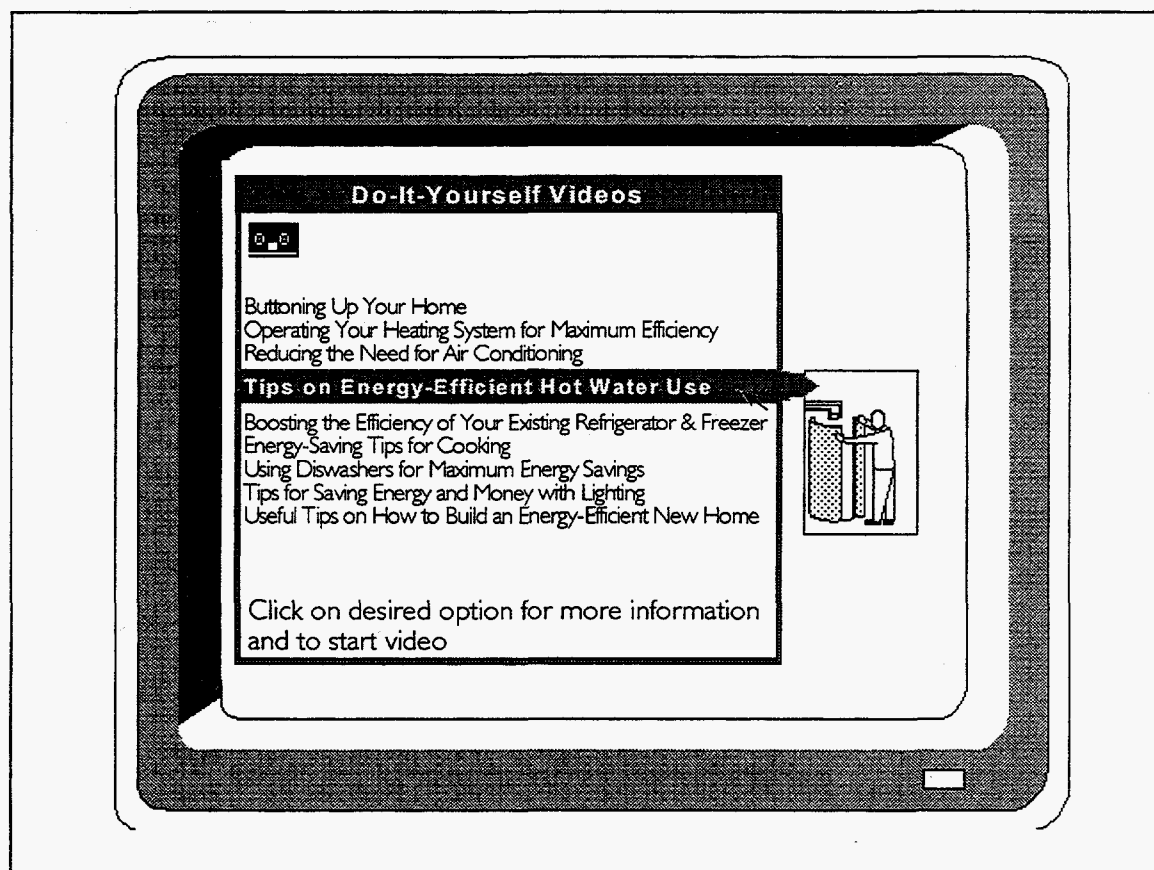 Do-It-Yourself Videos
Buttoning Up Your Home
Operating Your Heating System for Maximum Efficiency
Reducing the Need for Air Conditioning
Tips on Energy-Efficient Hot Water Use
Boosting the Efficiency of Your Existing Refrigerator & Freezer
Energy-Saving Tips for Cooking
Using Diswashers for Maximum Energy Savings
Tips for Saving Energy and Money with Lighting
Useful Tips on How to Build an Energy-Efficient New Home
Click on desired option for more information
and to start video